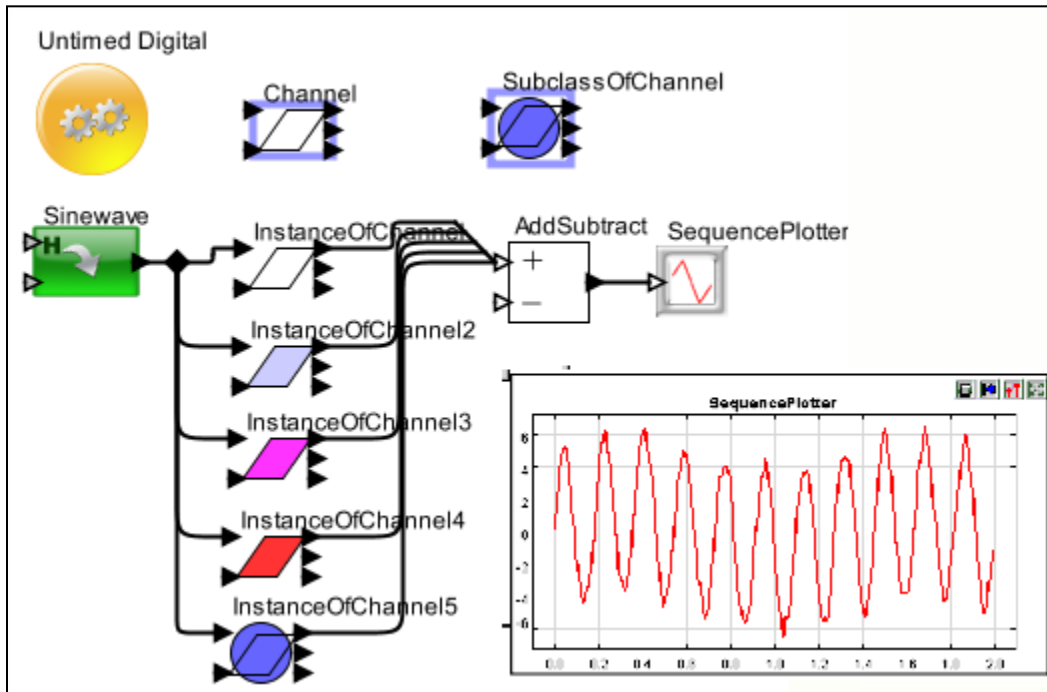 Untimed Digital
Channel
SubclassOfChannel
Sinewave
H
InstanceOfChannel
AddSubtract
SequencePlotter
+
−
InstanceOfChannel2
InstanceOfChannel3
InstanceOfChannel4
InstanceOfChannel5
SequencePlotter
6
4
2
0
-2
-4
-6
0.0 0.2 0.4 0.6 0.8 1.0 1.2 1.4 1.6 1.8 2.0